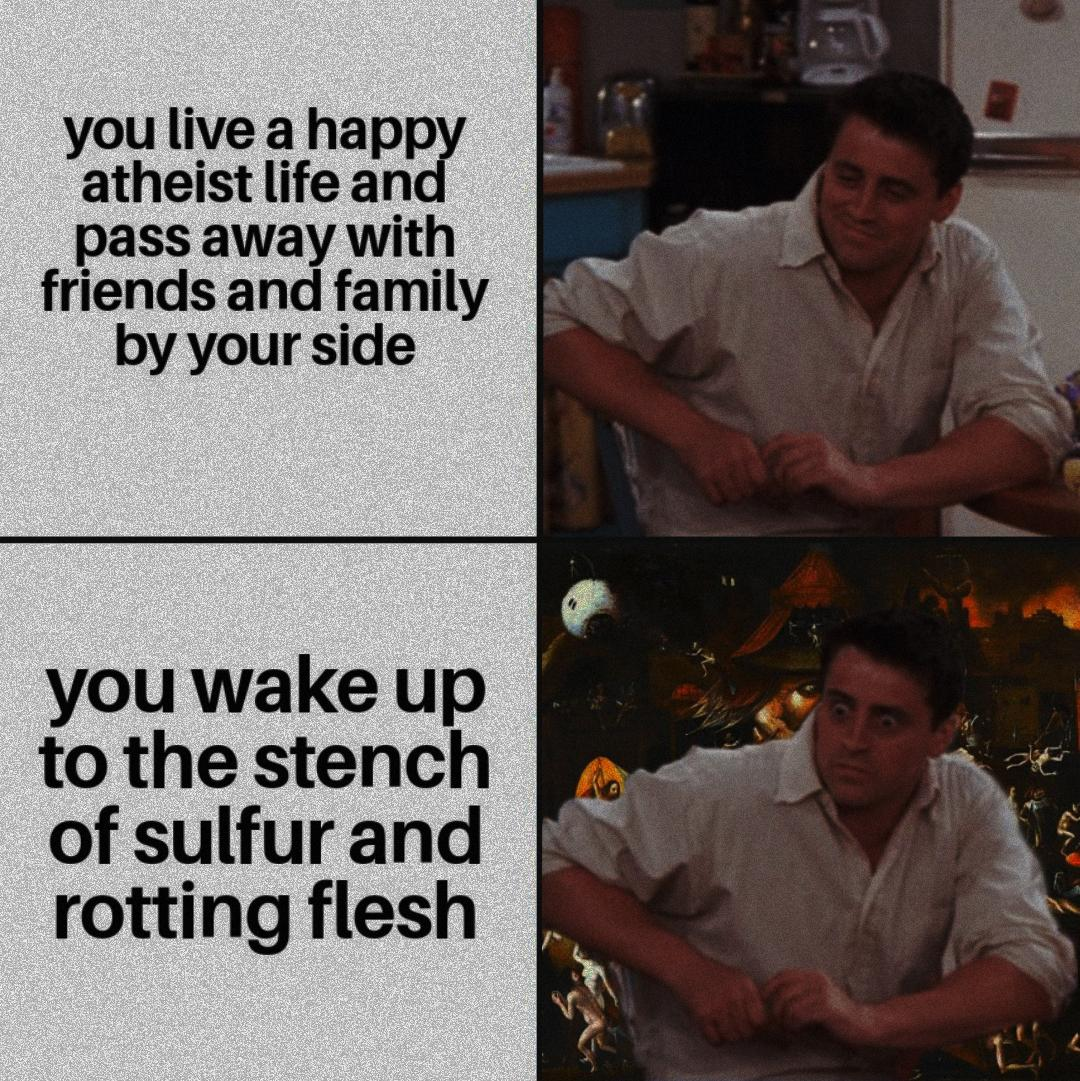 you live a happy
atheist life and
pass away with
friends and family
by your side
you wake up
to the stench
of sulfur and
rotting flesh